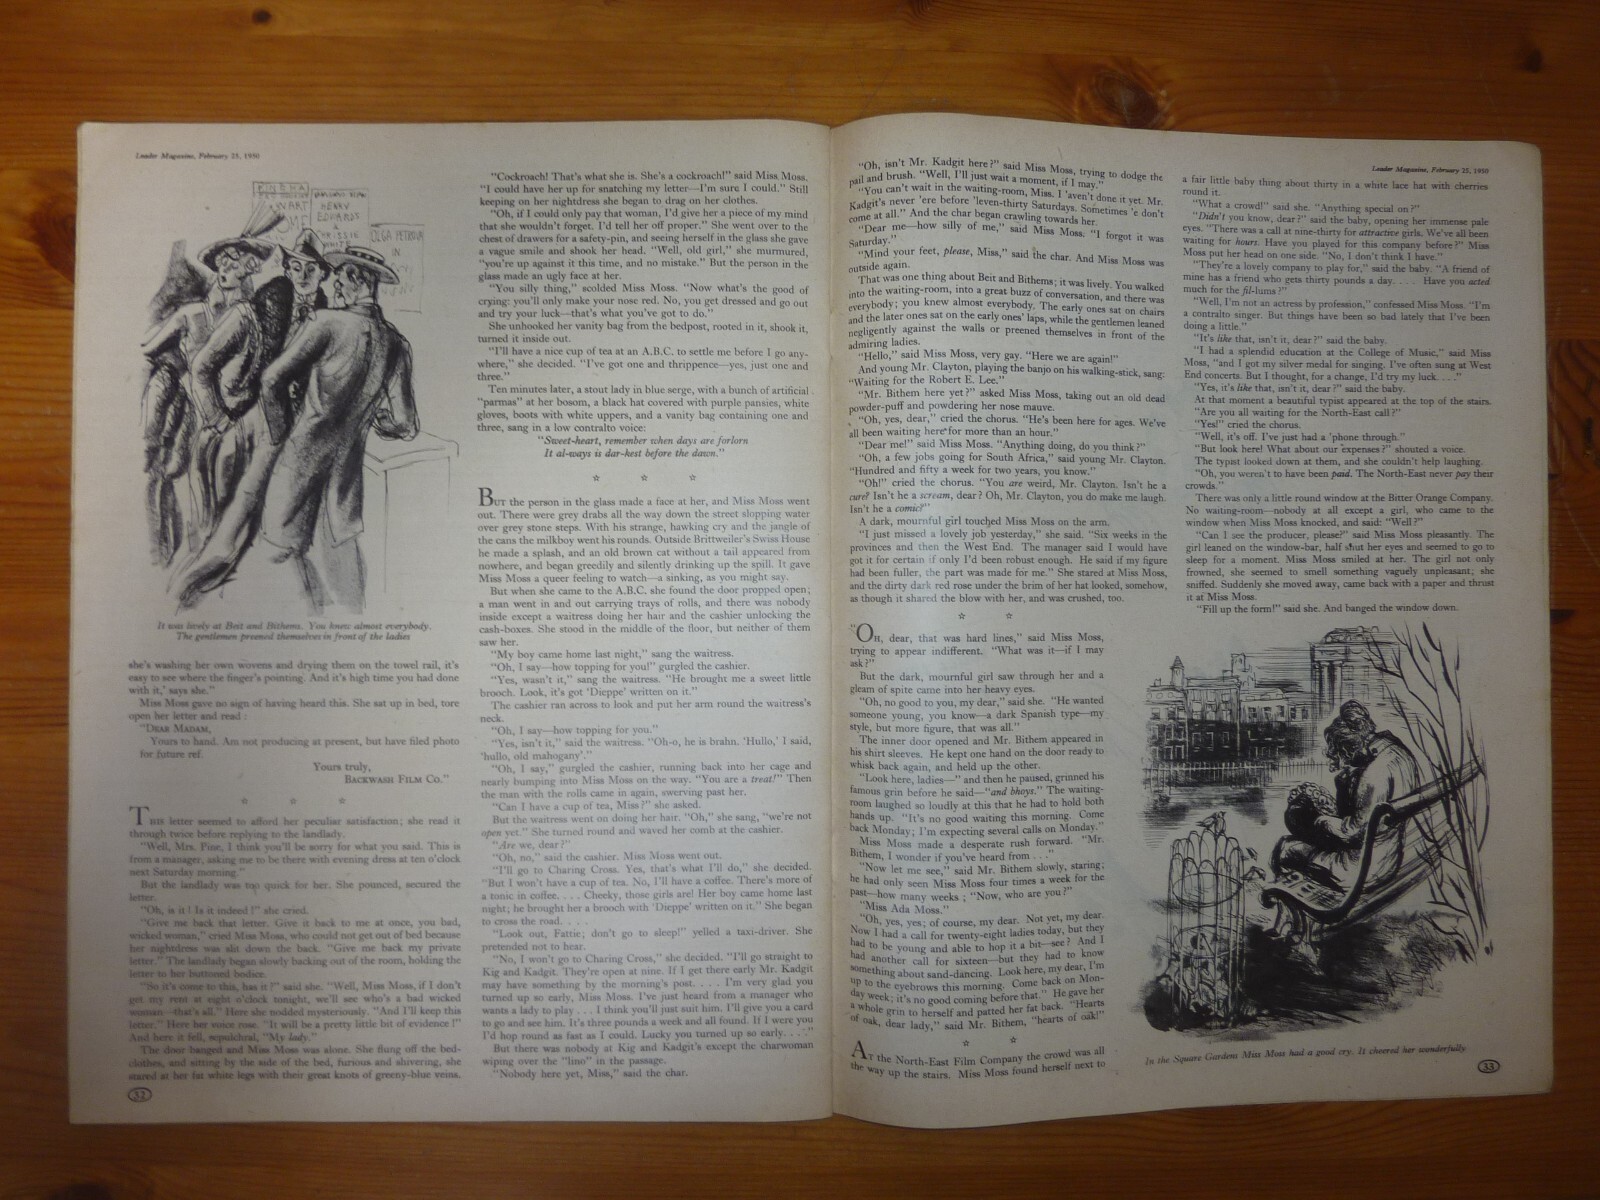 Leader Magazine, February 25, 1950
HENRY
EDWARDS
&
CHRISSIE
WHITE
OLGA PETROVA
IN
It was lively at Beit and Bithems. You knew almost everybody.
The gentlemen preened themselves in front of the ladies
she's washing her own wovens and drying them on the towel rail, it's
easy to see where the finger's pointing. And it's high time you had done
with it,' says she."
Miss Moss gave no sign of having heard this. She sat up in bed, tore
open her letter and read :
"DEAR MADAM,
Yours to hand. Am not producing at present, but have filed photo
for future ref.
Yours truly,
BACKWASH FILM CO."
THIS letter seemed to afford her peculiar satisfaction; she read it
through twice before replying to the landlady.
"Well, Mrs. Pine, I think you'll be sorry for what you said. This is
from a manager, asking me to be there with evening dress at ten o'clock
next Saturday morning."
But the landlady was too quick for her. She pounced, secured the
letter.
"Oh, is it! Is it indeed!" she cried.
"Give me back that letter. Give it back to me at once, you bad,
wicked woman," cried Miss Moss, who could not get out of bed because
her nightdress was slit down the back. "Give me back my private
letter." The landlady began slowly backing out of the room, holding the
letter to her buttoned bodice.
"So it's come to this, has it?" said she. "Well, Miss Moss, if I don't
get my rent at eight o'clock tonight, we'll see who's a bad wicked
woman—that's all." Here she nodded mysteriously. "And I'll keep this
letter." Here her voice rose. "It will be a pretty little bit of evidence!"
And here it fell, sepulchral, "My lady."
The door banged and Miss Moss was alone. She flung off the bed-
clothes, and sitting by the side of the bed, furious and shivering, she
stared at her fat white legs with their great knots of greeny-blue veins.
32
"Cockroach! That's what she is. She's a cockroach!" said Miss Moss.
"I could have her up for snatching my letter—I'm sure I could." Still
keeping on her nightdress she began to drag on her clothes.
"Oh, if I could only pay that woman, I'd give her a piece of my mind
that she wouldn't forget. I'd tell her off proper." She went over to the
chest of drawers for a safety-pin, and seeing herself in the glass she gave
a vague smile and shook her head. "Well, old girl," she murmured,
"you're up against it this time, and no mistake." But the person in the
glass made an ugly face at her.
"You silly thing," scolded Miss Moss. "Now what's the good of
crying: you'll only make your nose red. No, you get dressed and go out
and try your luck—that's what you've got to do."
She unhooked her vanity bag from the bedpost, rooted in it, shook it,
turned it inside out.
"I'll have a nice cup of tea at an A.B.C. to settle me before I go any-
where," she decided. "I've got one and thrippence—yes, just one and
three."
Ten minutes later, a stout lady in blue serge, with a bunch of artificial
"parmas" at her bosom, a black hat covered with purple pansies, white
gloves, boots with white uppers, and a vanity bag containing one and
three, sang in a low contralto voice:
"Sweet-heart, remember when days are forlorn
It al-ways is dar-kest before the dawn."
BUT the person in the glass made a face at her, and Miss Moss went
out. There were grey drabs all the way down the street slopping water
over grey stone steps. With his strange, hawking cry and the jangle of
the cans the milkboy went his rounds. Outside Brittweiler's Swiss House
he made a splash, and an old brown cat without a tail appeared from
nowhere, and began greedily and silently drinking up the spill. It gave
Miss Moss a queer feeling to watch—a sinking, as you might say.
But when she came to the A.B.C. she found the door propped open;
a man went in and out carrying trays of rolls, and there was nobody
inside except a waitress doing her hair and the cashier unlocking the
cash-boxes. She stood in the middle of the floor, but neither of them
saw her.
"My boy came home last night," sang the waitress.
"Oh, I say—how topping for you!" gurgled the cashier.
"Yes, wasn't it," sang the waitress. "He brought me a sweet little
brooch. Look, it's got 'Dieppe' written on it."
The cashier ran across to look and put her arm round the waitress's
neck.
"Oh, I say—how topping for you."
"Yes, isn't it," said the waitress. "Oh-o, he is brahn. 'Hullo,' I said,
'hullo, old mahogany'."
"Oh, I say," gurgled the cashier, running back into her cage and
nearly bumping into Miss Moss on the way. "You are a treat!" Then
the man with the rolls came in again, swerving past her.
"Can I have a cup of tea, Miss?" she asked.
But the waitress went on doing her hair. "Oh," she sang, "we're not
open yet." She turned round and waved her comb at the cashier.
"Are we, dear?"
"Oh, no," said the cashier. Miss Moss went out.
"I'll go to Charing Cross. Yes, that's what I'll do," she decided.
"But I won't have a cup of tea. No, I'll have a coffee. There's more of
a tonic in coffee. . . . Cheeky, those girls are! Her boy came home last
night; he brought her a brooch with 'Dieppe' written on it." She began
to cross the road. . . .
"Look out, Fattie; don't go to sleep!" yelled a taxi-driver. She
pretended not to hear.
"No, I won't go to Charing Cross," she decided. "I'll go straight to
Kig and Kadgit. They're open at nine. If I get there early Mr. Kadgit
may have something by the morning's post. . . . I'm very glad you
turned up so early, Miss Moss. I've just heard from a manager who
wants a lady to play . . . I think you'll just suit him. I'll give you a card
to go and see him. It's three pounds a week and all found. If I were you
I'd hop round as fast as I could. Lucky you turned up so early. . . ."
But there was nobody at Kig and Kadgit's except the charwoman
wiping over the "lino" in the passage.
"Nobody here yet, Miss," said the char.
"Oh, isn't Mr. Kadgit here?" said Miss Moss, trying to dodge the
pail and brush. "Well, I'll just wait a moment, if I may."
"You can't wait in the waiting-room, Miss. I 'aven't done it yet. Mr.
Kadgit's never 'ere before 'leven-thirty Saturdays. Sometimes 'e don't
come at all." And the char began crawling towards her.
"Dear me—how silly of me," said Miss Moss. "I forgot it was
Saturday."
"Mind your feet, please, Miss," said the char. And Miss Moss was
outside again.
That was one thing about Beit and Bithems; it was lively. You walked
into the waiting-room, into a great buzz of conversation, and there was
everybody; you knew almost everybody. The early ones sat on chairs
and the later ones sat on the early ones' laps, while the gentlemen leaned
negligently against the walls or preened themselves in front of the
admiring ladies.
"Hello," said Miss Moss, very gay. "Here we are again!"
And young Mr. Clayton, playing the banjo on his walking-stick, sang:
"Waiting for the Robert E. Lee."
"Mr. Bithem here yet?" asked Miss Moss, taking out an old dead
powder-puff and powdering her nose mauve.
"Oh, yes, dear," cried the chorus. "He's been here for ages. We've
all been waiting here for more than an hour."
"Dear me!" said Miss Moss. "Anything doing, do you think?"
"Oh, a few jobs going for South Africa," said young Mr. Clayton.
"Hundred and fifty a week for two years, you know."
"Oh!" cried the chorus. "You are weird, Mr. Clayton. Isn't he a
cure? Isn't he a scream, dear? Oh, Mr. Clayton, you do make me laugh.
Isn't he a comic?"
A dark, mournful girl touched Miss Moss on the arm.
"I just missed a lovely job yesterday," she said. "Six weeks in the
provinces and then the West End. The manager said I would have
got it for certain if only I'd been robust enough. He said if my figure
had been fuller, the part was made for me." She stared at Miss Moss,
and the dirty dark red rose under the brim of her hat looked, somehow,
as though it shared the blow with her, and was crushed, too.
"OH, dear, that was hard lines," said Miss Moss,
trying to appear indifferent. "What was it—if I may
ask?"
But the dark, mournful girl saw through her and a
gleam of spite came into her heavy eyes.
"Oh, no good to you, my dear," said she. "He wanted
someone young, you know—a dark Spanish type—my
style, but more figure, that was all."
The inner door opened and Mr. Bithem appeared in
his shirt sleeves. He kept one hand on the door ready to
whisk back again, and held up the other.
"Look here, ladies—" and then he paused, grinned his
famous grin before he said—"and bhoys." The waiting-
room laughed so loudly at this that he had to hold both
hands up. "It's no good waiting this morning. Come
back Monday; I'm expecting several calls on Monday."
Miss Moss made a desperate rush forward. "Mr.
Bithem, I wonder if you've heard from . . ."
"Now let me see," said Mr. Bithem slowly, staring;
he had only seen Miss Moss four times a week for the
past—how many weeks ; "Now, who are you?"
"Miss Ada Moss."
"Oh, yes, yes; of course, my dear. Not yet, my dear.
Now I had a call for twenty-eight ladies today, but they
had to be young and able to hop it a bit—see? And I
had another call for sixteen—but they had to know
something about sand-dancing. Look here, my dear, I'm
up to the eyebrows this morning. Come back on Mon-
day week; it's no good coming before that." He gave her
a whole grin to herself and patted her fat back. "Hearts
of oak, dear lady," said Mr. Bithem, "hearts of oak!"
AT the North-East Film Company the crowd was all
the way up the stairs. Miss Moss found herself next to
Leader Magazine, February 25, 1950
a fair little baby thing about thirty in a white lace hat with cherries
round it.
"What a crowd!" said she. "Anything special on?"
"Didn't you know, dear?" said the baby, opening her immense pale
eyes. "There was a call at nine-thirty for attractive girls. We've all been
waiting for hours. Have you played for this company before?" Miss
Moss put her head on one side. "No, I don't think I have."
"They're a lovely company to play for," said the baby. "A friend of
mine has a friend who gets thirty pounds a day. . . . Have you acted
much for the fil-lums?"
"Well, I'm not an actress by profession," confessed Miss Moss. "I'm
a contralto singer. But things have been so bad lately that I've been
doing a little."
"It's like that, isn't it, dear?" said the baby.
"I had a splendid education at the College of Music," said Miss
Moss, "and I got my silver medal for singing. I've often sung at West
End concerts. But I thought, for a change, I'd try my luck. . . ."
"Yes, it's like that, isn't it, dear?" said the baby.
At that moment a beautiful typist appeared at the top of the stairs.
"Are you all waiting for the North-East call?"
"Yes!" cried the chorus.
"Well, it's off. I've just had a 'phone through."
"But look here! What about our expenses?" shouted a voice.
The typist looked down at them, and she couldn't help laughing.
"Oh, you weren't to have been paid. The North-East never pay their
crowds."
There was only a little round window at the Bitter Orange Company.
No waiting-room—nobody at all except a girl, who came to the
window when Miss Moss knocked, and said: "Well?"
"Can I see the producer, please?" said Miss Moss pleasantly. The
girl leaned on the window-bar, half shut her eyes and seemed to go to
sleep for a moment. Miss Moss smiled at her. The girl not only
frowned, she seemed to smell something vaguely unpleasant; she
sniffed. Suddenly she moved away, came back with a paper and thrust
it at Miss Moss.
"Fill up the form!" said she. And banged the window down.
In the Square Gardens Miss Moss had a good cry. It cheered her wonderfully
33